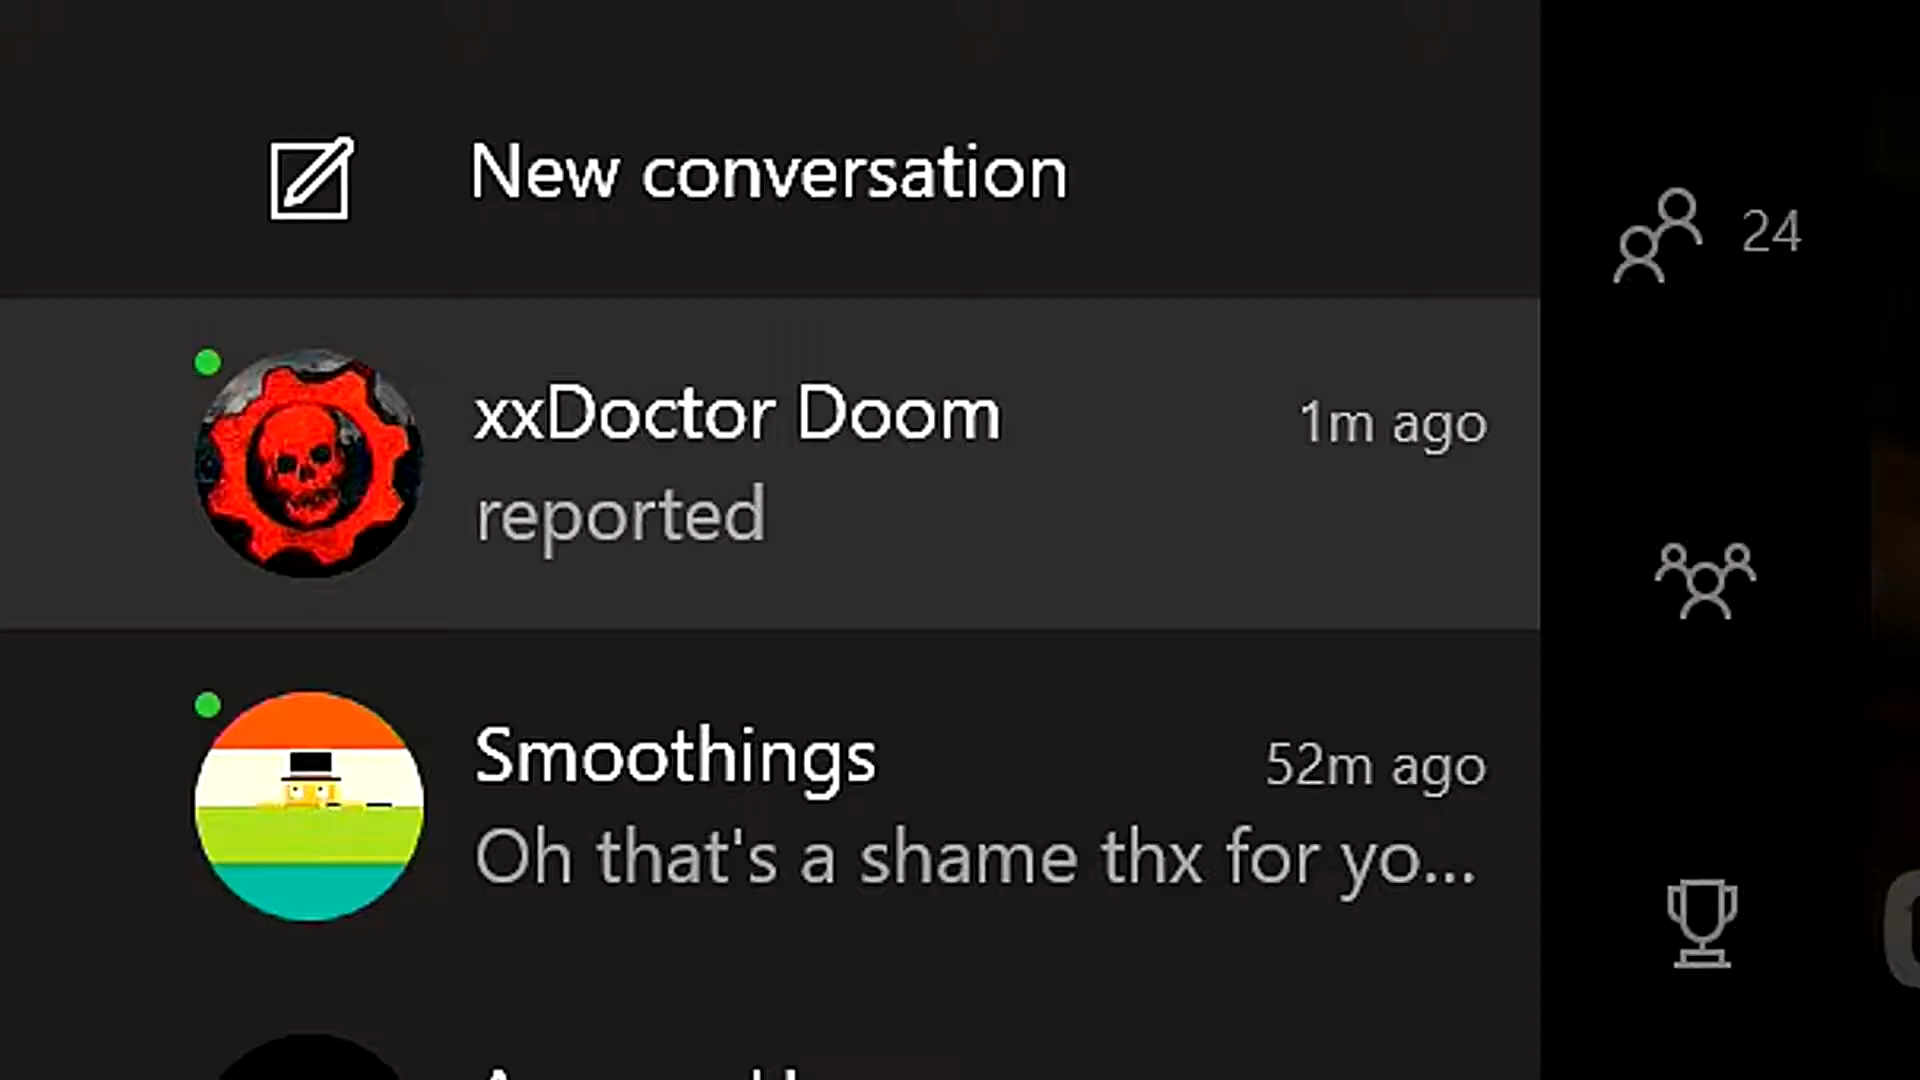 New conversation
24
xxDoctor Doom
1m ago
reported
Smoothings
52m ago
Oh that's a shame thx for yo...